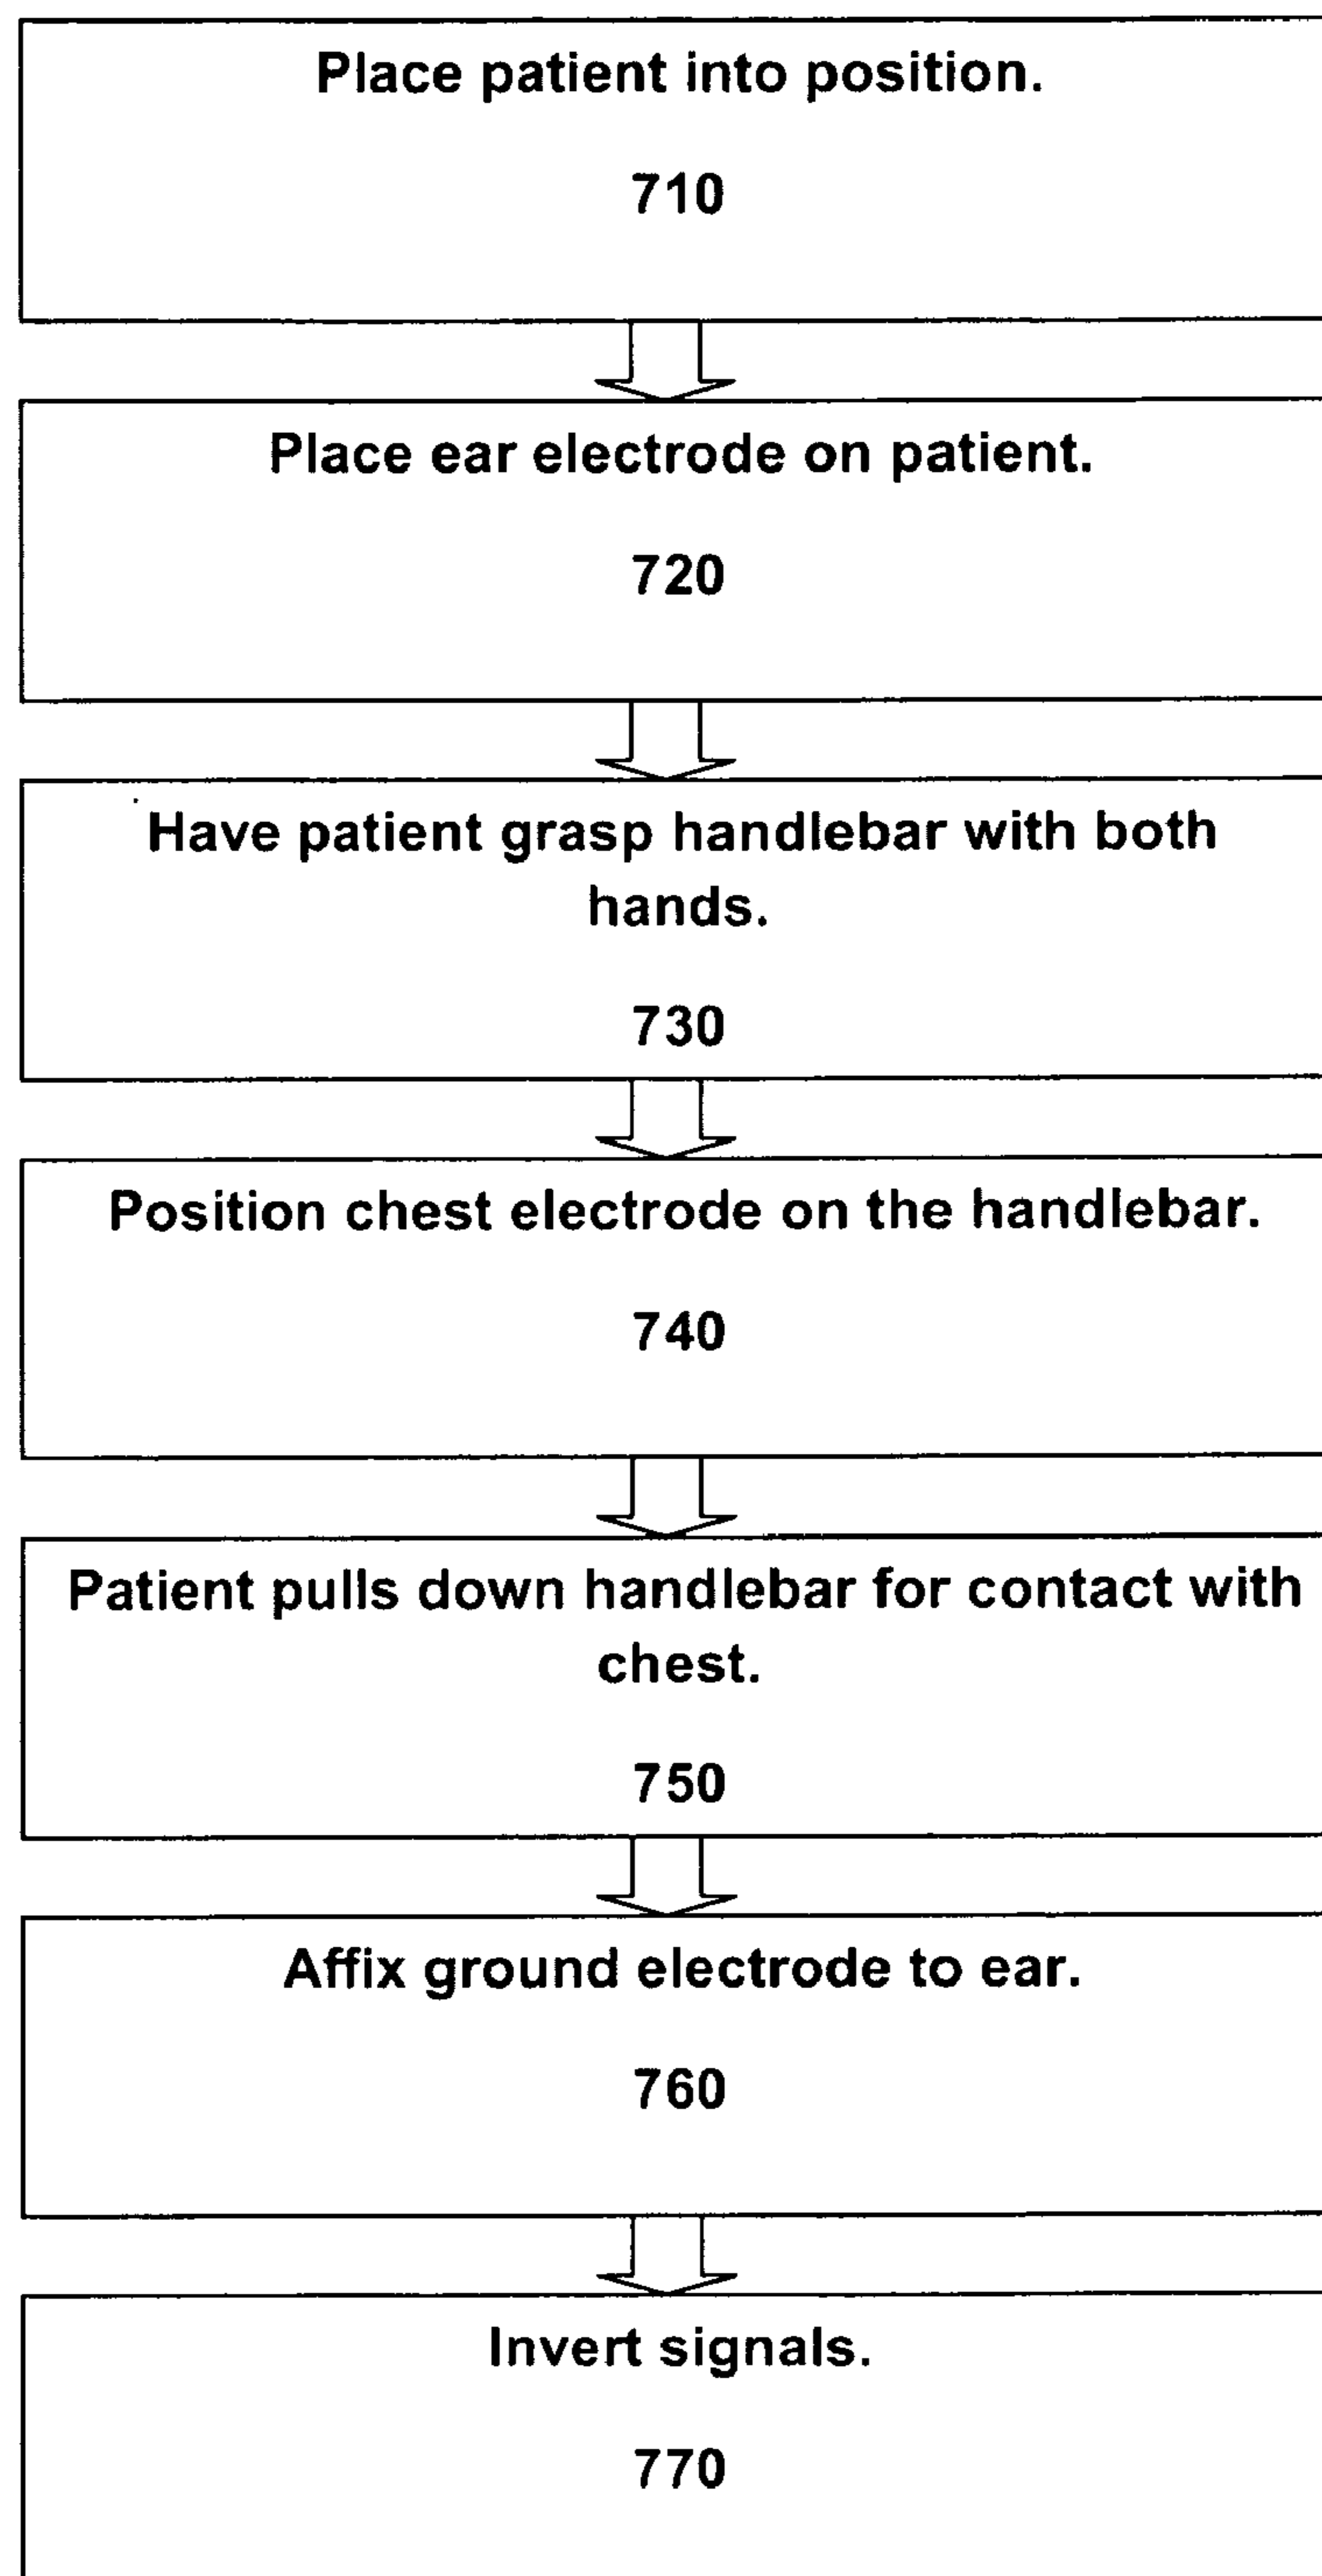 Place patient into position.
710
Place ear electrode on patient.
720
Have patient grasp handlebar with both
hands.
730
Position chest electrode on the handlebar.
740
Patient pulls down handlebar for contact with
chest.
750
Affix ground electrode to ear.
760
Invert signals.
770